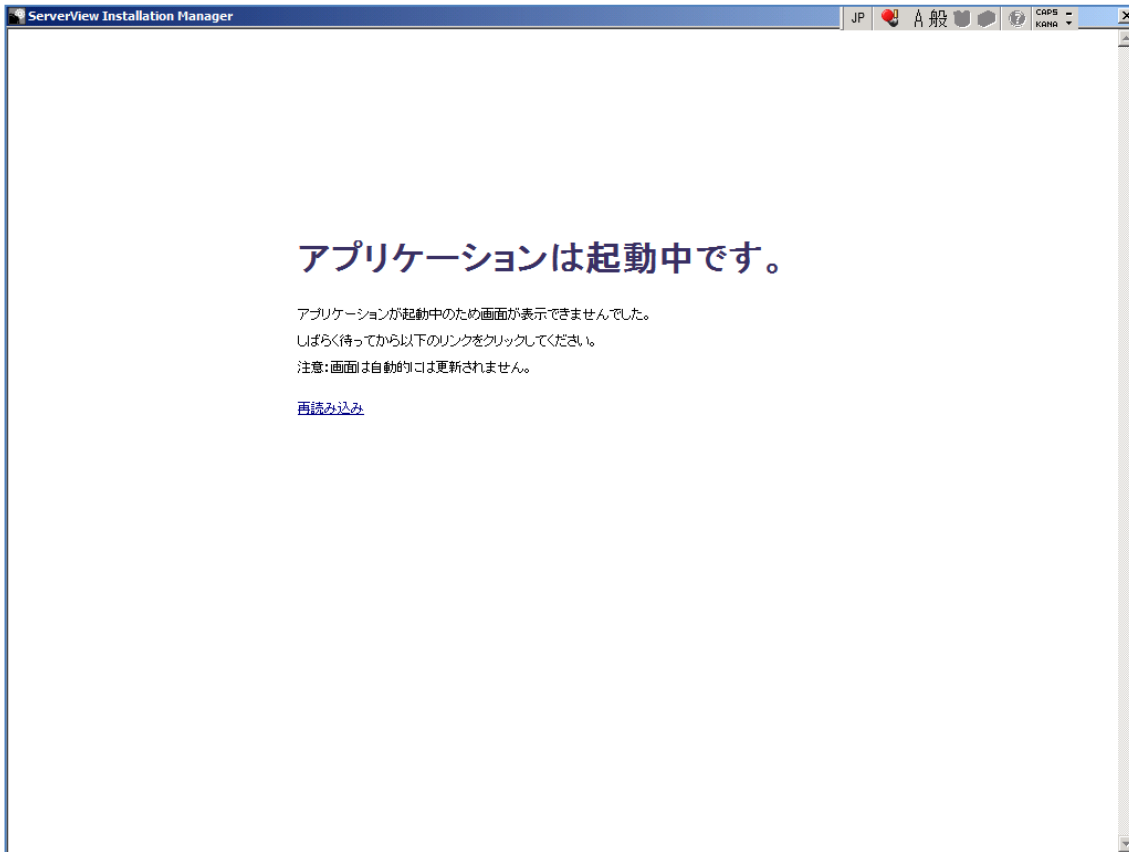 ServerView Installation Manager
JP A 般 CAPS KANA
アプリケーションは起動中です。
アプリケーションが起動中のため画面が表示できませんでした。
しばらく待ってから以下のリンクをクリックしてください。
注意:画面は自動的には更新されません。
再読み込み